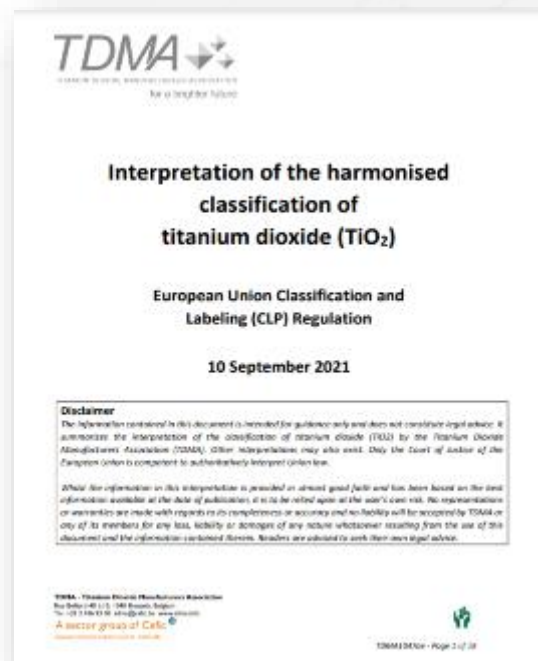 TDMA
for a brighter future
Interpretation of the harmonised
classification of
titanium dioxide (TiO₂)
European Union Classification and
Labeling (CLP) Regulation
10 September 2021
Disclaimer
The information contained in this document is intended for guidance only and does not constitute legal advice. It
summarises the interpretation of the classification of titanium dioxide (TiO2) by the Titanium Dioxide
Manufacturers Association (TDMA). Other interpretations may also exist. Only the Court of Justice of the
European Union is competent to authoritatively interpret Union law.
Whilst the information in this interpretation is provided in utmost good faith and has been based on the best
information available at the date of publication, it is to be relied upon at the user's own risk. No representations
or warranties are made with regards to its completeness or accuracy and no liability will be accepted by TDMA or
any of its members for any loss, liability or damages of any nature whatsoever resulting from the use of this
document and the information contained therein. Readers are advised to seek their own legal advice.
TDMA - Titanium Dioxide Manufacturers Association
A sector group of Cefic
Page 1 of